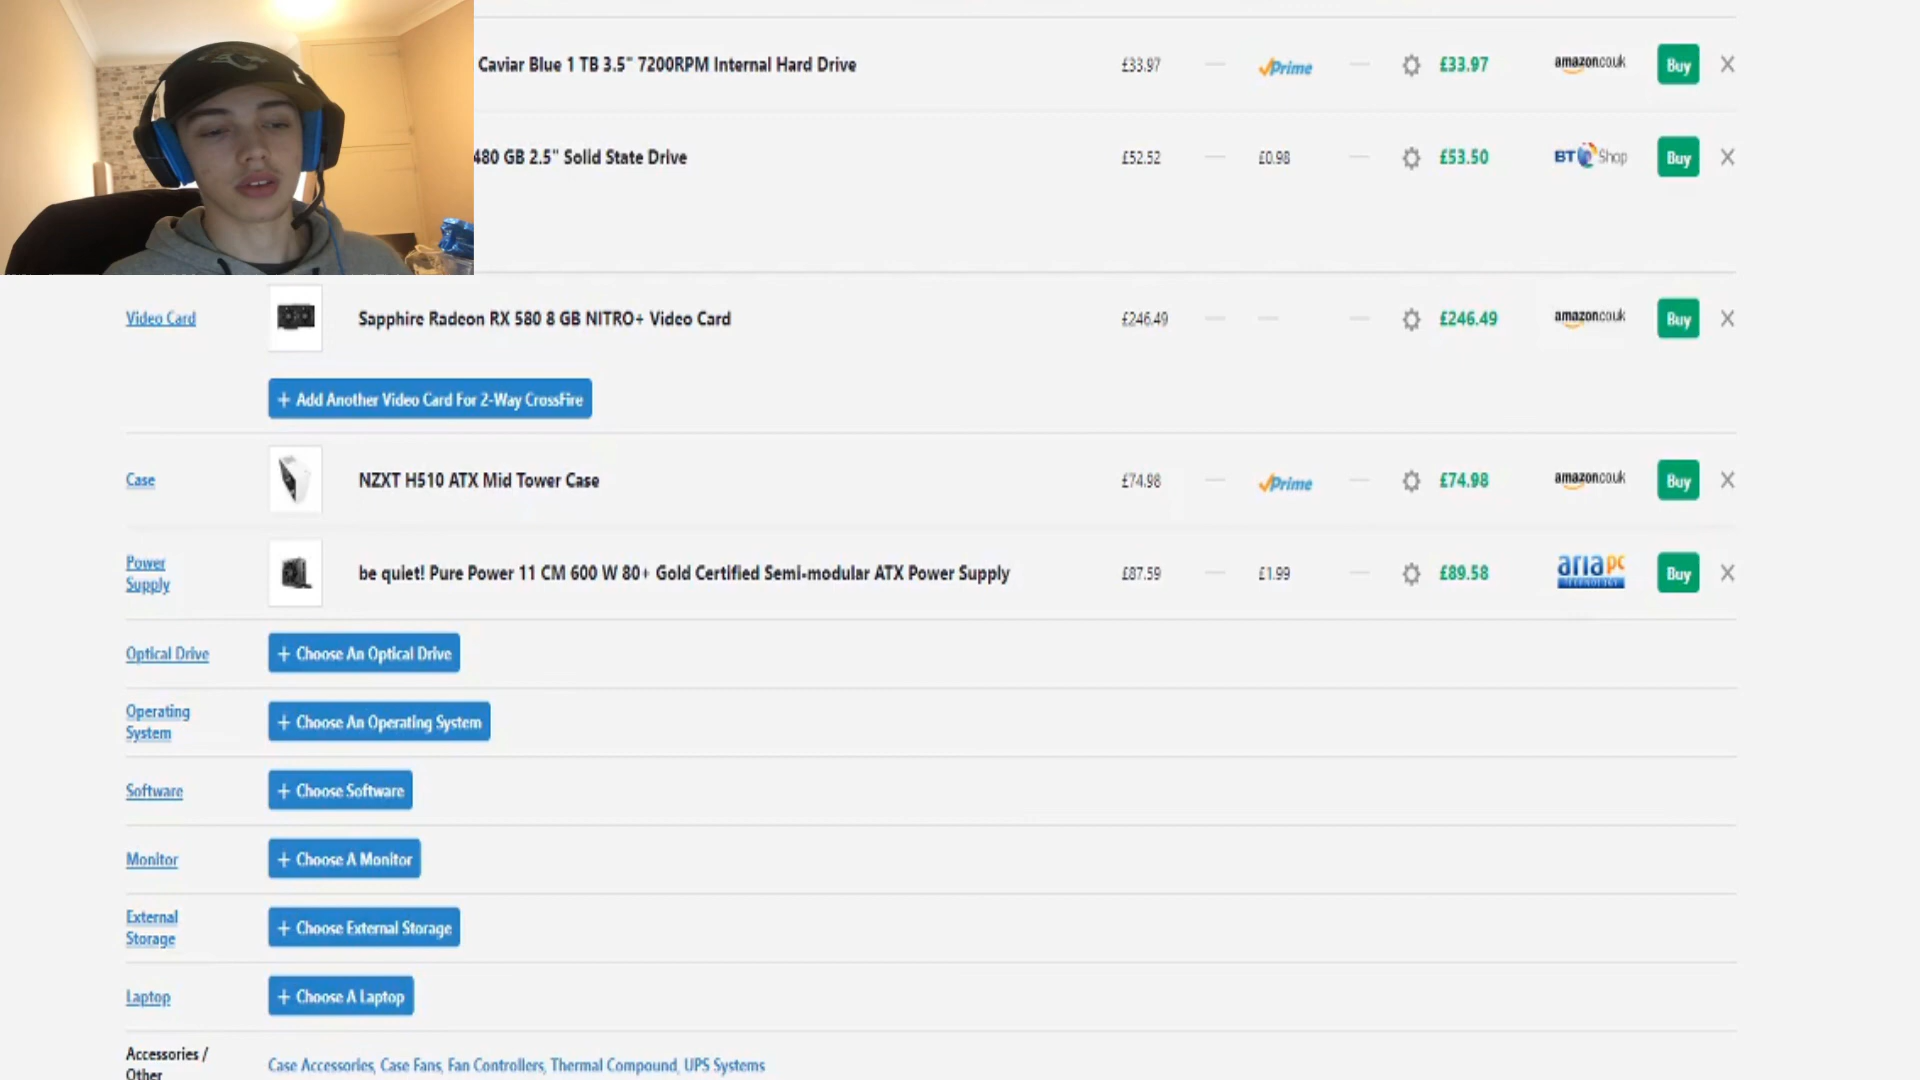 Caviar Blue 1 TB 3.5" 7200RPM Internal Hard Drive £33.97 Prime £33.97 amazon.co.uk Buy
480 GB 2.5" Solid State Drive £52.52 £0.98 £53.50 BT Shop Buy
Video Card Sapphire Radeon RX 580 8 GB NITRO+ Video Card £246.49 £246.49 amazon.co.uk Buy
+ Add Another Video Card For 2-Way CrossFire
Case NZXT H510 ATX Mid Tower Case £74.98 Prime £74.98 amazon.co.uk Buy
Power
Supply be quiet! Pure Power 11 CM 600 W 80+ Gold Certified Semi-modular ATX Power Supply £87.59 £1.99 £89.58 aria pc TECHNOLOGY Buy
Optical Drive + Choose An Optical Drive
Operating
System + Choose An Operating System
Software + Choose Software
Monitor + Choose A Monitor
External
Storage + Choose External Storage
Laptop + Choose A Laptop
Accessories /
Other Case Accessories, Case Fans, Fan Controllers, Thermal Compound, UPS Systems